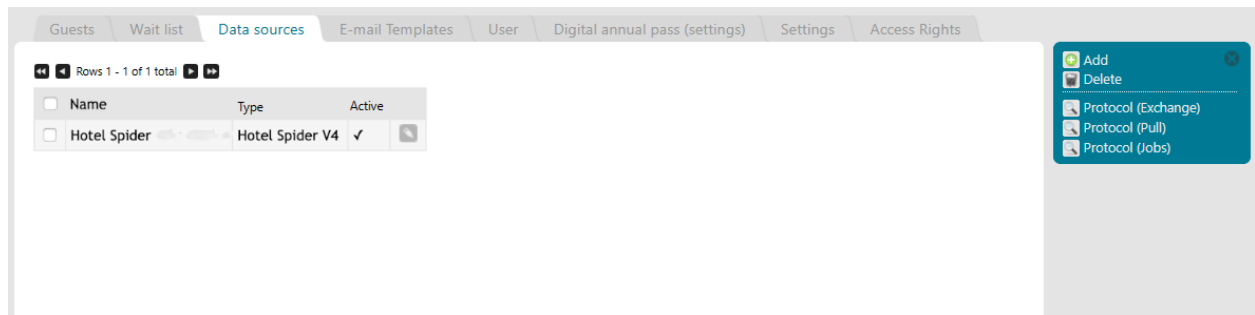 Guests Wait list Data sources E-mail Templates User Digital annual pass (settings) Settings Access Rights
Rows 1 - 1 of 1 total
Name Type Active
Hotel Spider Hotel Spider V4 ✓
Add
Delete
Protocol (Exchange)
Protocol (Pull)
Protocol (Jobs)